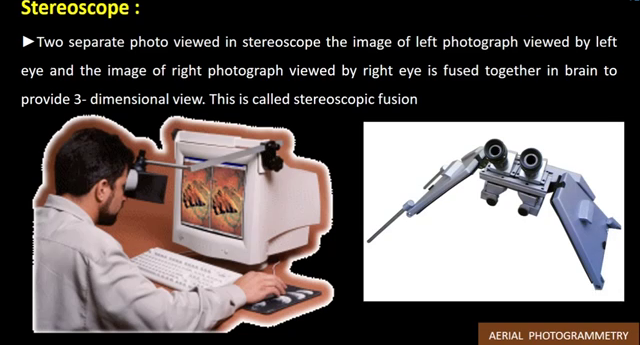 Stereoscope :
►Two separate photo viewed in stereoscope the image of left photograph viewed by left
eye and the image of right photograph viewed by right eye is fused together in brain to
provide 3- dimensional view. This is called stereoscopic fusion
AERIAL PHOTOGRAMMETRY